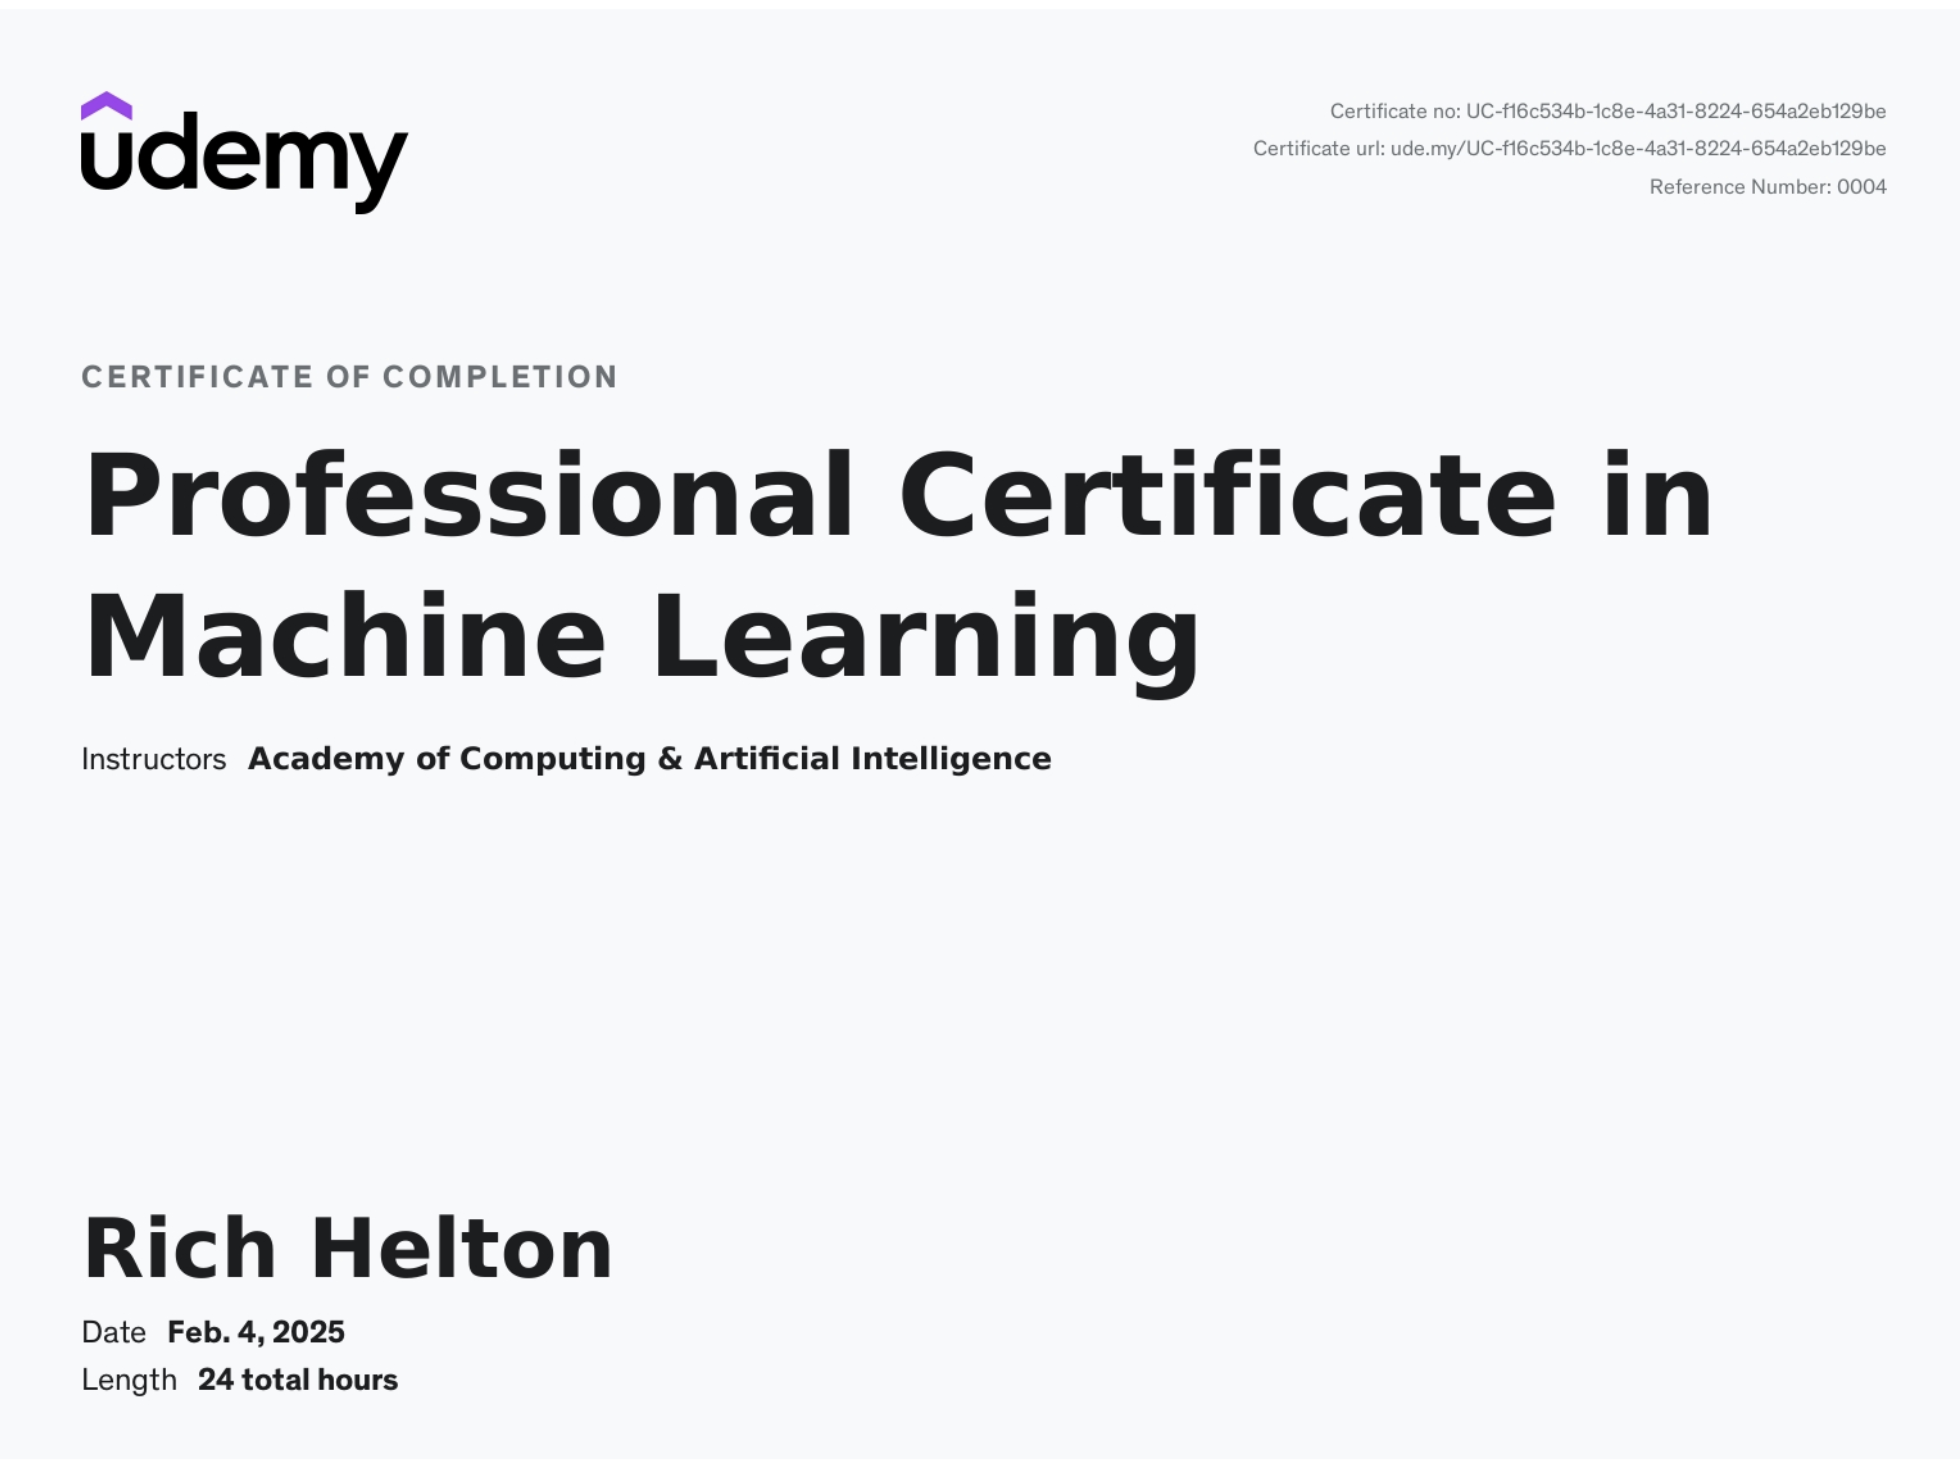 udemy
Certificate no: UC-f16c534b-1c8e-4a31-8224-654a2eb129be
Certificate url: ude.my/UC-f16c534b-1c8e-4a31-8224-654a2eb129be
Reference Number: 0004
CERTIFICATE OF COMPLETION
Professional Certificate in
Machine Learning
Instructors Academy of Computing & Artificial Intelligence
Rich Helton
Date Feb. 4, 2025
Length 24 total hours